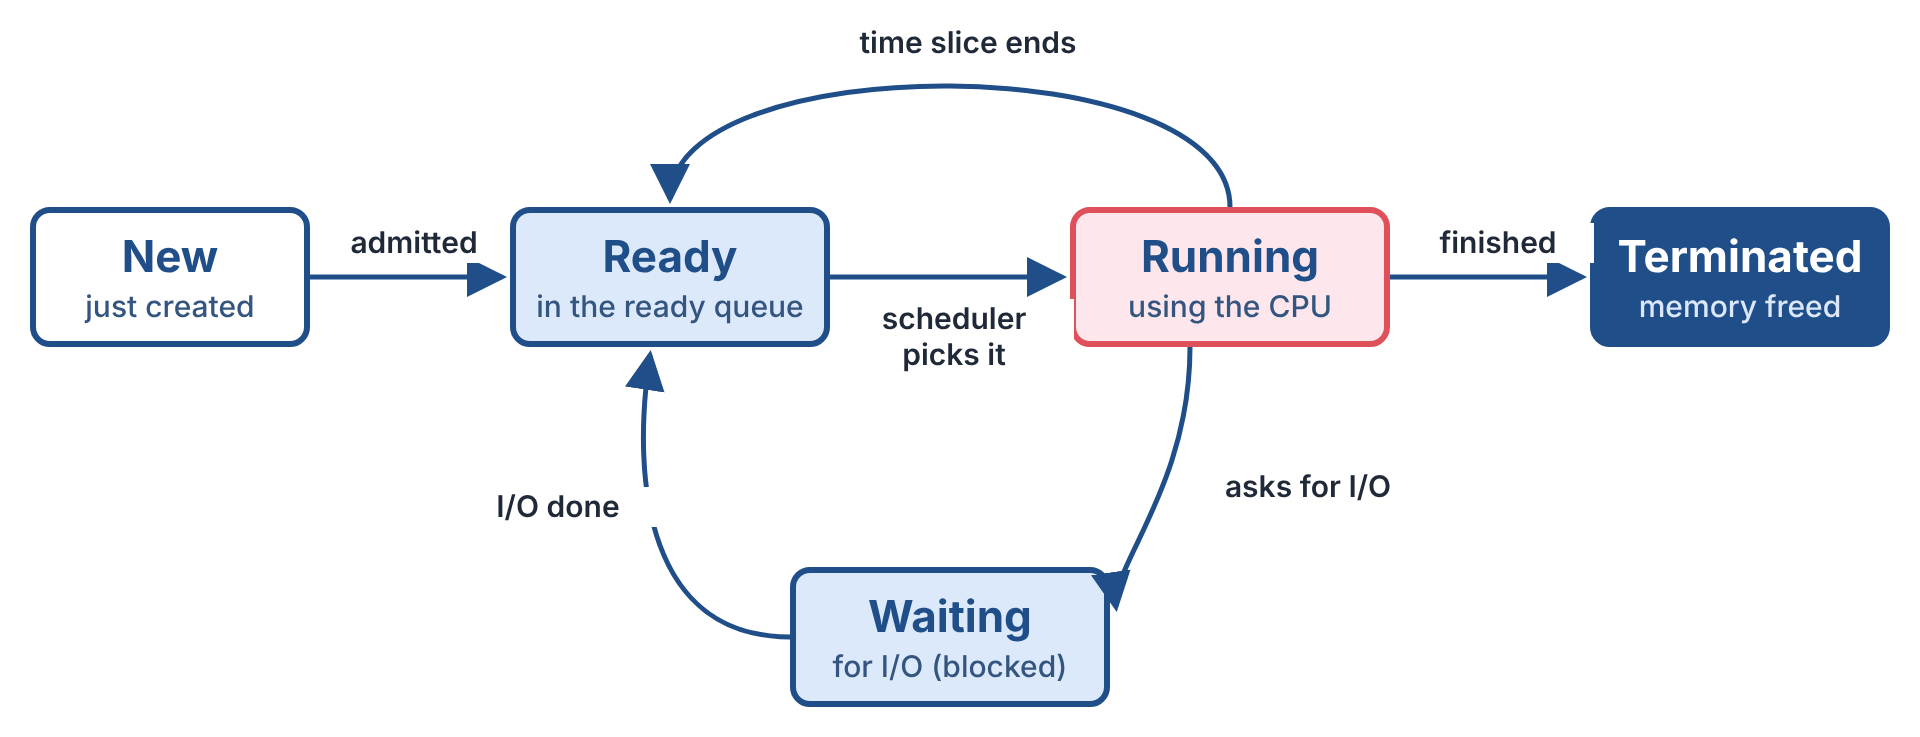 time slice ends
New
just created
admitted
Ready
in the ready queue
scheduler
picks it
Running
using the CPU
finished
Terminated
memory freed
I/O done
asks for I/O
Waiting
for I/O (blocked)